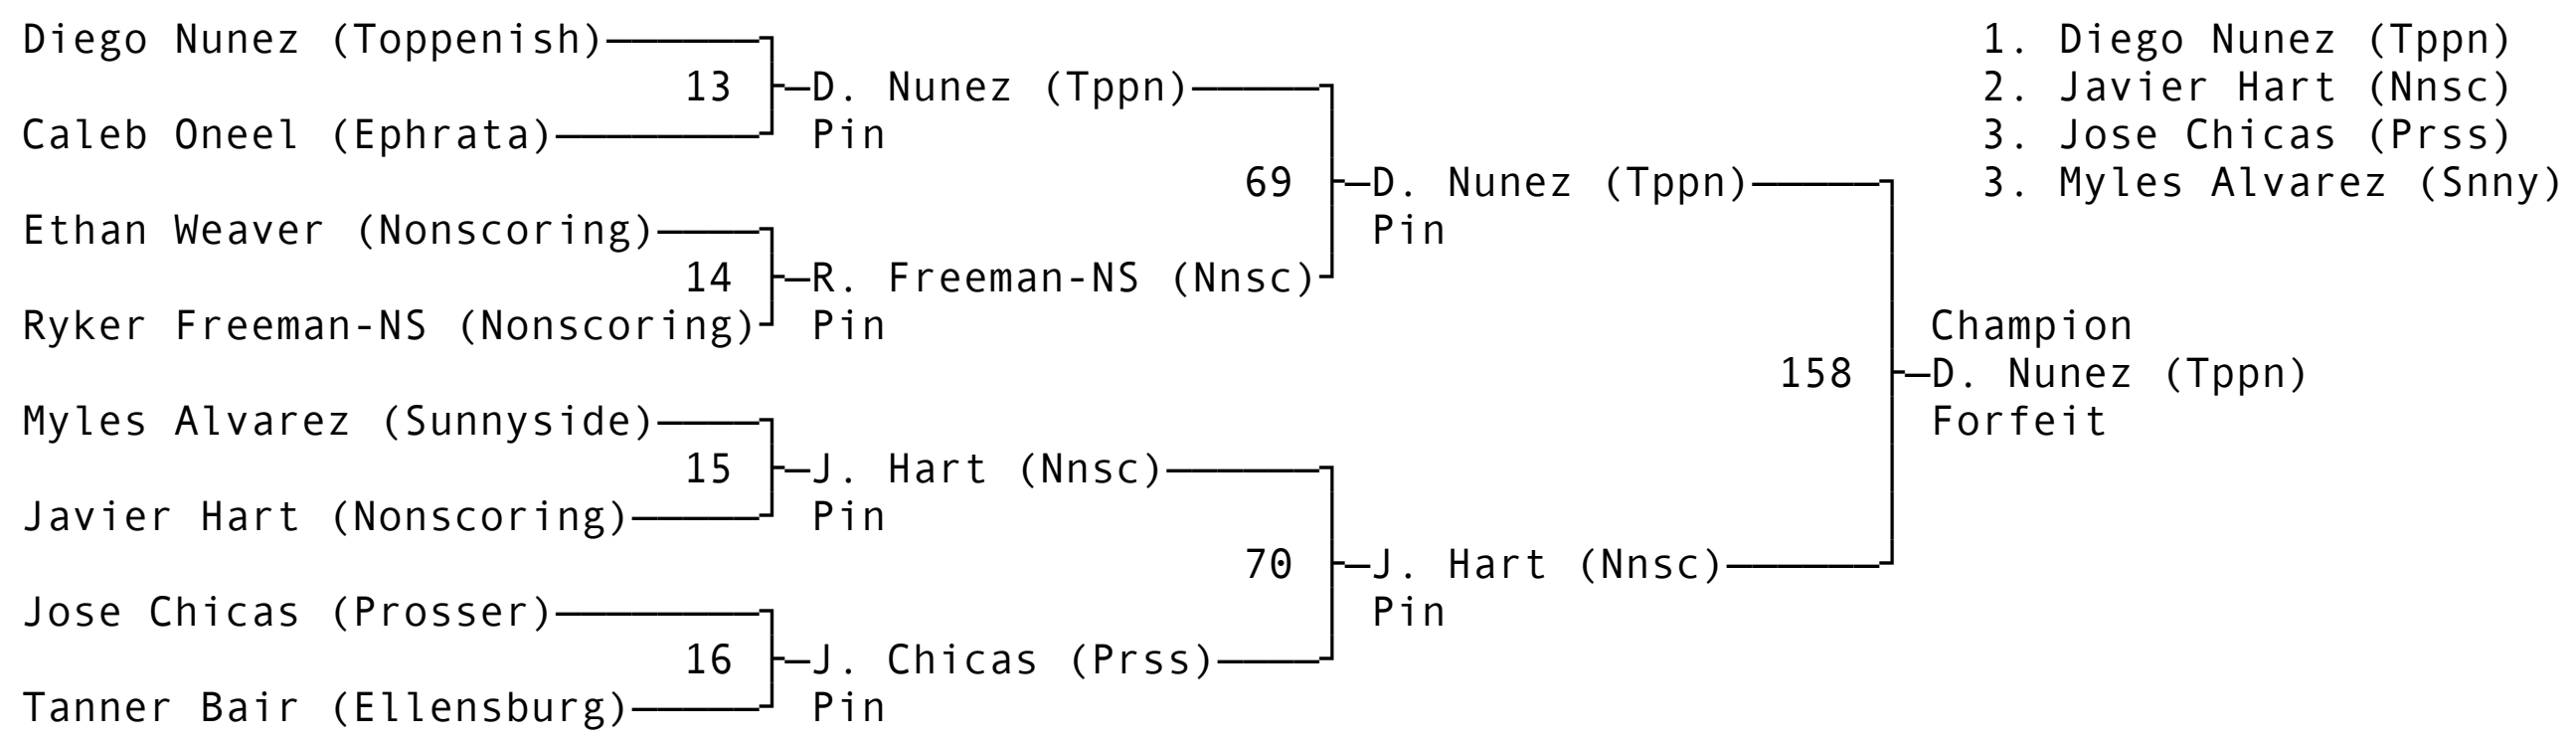 Diego Nunez (Toppenish) 1. Diego Nunez (Tppn)
13 D. Nunez (Tppn) 2. Javier Hart (Nnsc)
Caleb Oneel (Ephrata) Pin 3. Jose Chicas (Prss)
69 D. Nunez (Tppn) 3. Myles Alvarez (Snny)
Ethan Weaver (Nonscoring) Pin
14 R. Freeman-NS (Nnsc)
Ryker Freeman-NS (Nonscoring) Pin Champion
158 D. Nunez (Tppn)
Myles Alvarez (Sunnyside) Forfeit
15 J. Hart (Nnsc)
Javier Hart (Nonscoring) Pin
70 J. Hart (Nnsc)
Jose Chicas (Prosser) Pin
16 J. Chicas (Prss)
Tanner Bair (Ellensburg) Pin